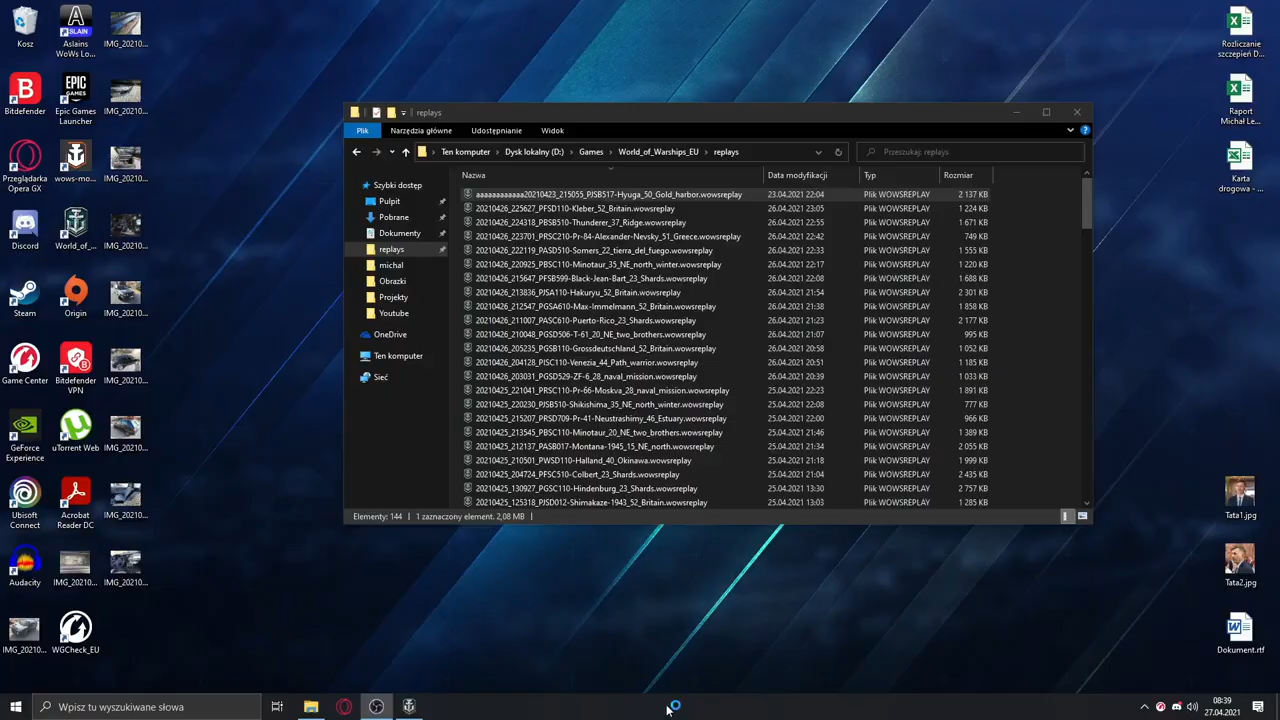 Kosz
Aslains
WoWs Lo...
IMG_20210...
Bitdefender
Epic Games
Launcher
IMG_20210...
Przeglądarka
Opera GX
wows-mo...
IMG_20210...
Discord
World_of_...
IMG_20210...
Steam
Origin
IMG_20210...
Game Center
Bitdefender
VPN
IMG_20210...
GeForce
Experience
uTorrent Web
IMG_20210...
Ubisoft
Connect
Acrobat
Reader DC
IMG_20210...
Audacity
IMG_2021...
IMG_20210...
IMG_20210...
WGCheck_EU
replays
Plik Narzędzia główne Udostępnianie Widok
Ten komputer Dysk lokalny (D:) Games World_of_Warships_EU replays
Przeszukaj: replays
Nazwa Data modyfikacji Typ Rozmiar
Szybki dostęp
Pulpit
Pobrane
Dokumenty
replays
michal
Obrazki
Projekty
Youtube
OneDrive
Ten komputer
Sieć
aaaaaaaaaaaa20210423_215055_PJSB517-Hyuga_50_Gold_harbor.wowsreplay 23.04.2021 22:04 Plik WOWSREPLAY 2 137 KB
20210426_225627_PFSD110-Kleber_52_Britain.wowsreplay 26.04.2021 23:05 Plik WOWSREPLAY 1 224 KB
20210426_224318_PBSB510-Thunderer_37_Ridge.wowsreplay 26.04.2021 22:55 Plik WOWSREPLAY 1 671 KB
20210426_223701_PRSC210-Pr-84-Alexander-Nevsky_51_Greece.wowsreplay 26.04.2021 22:42 Plik WOWSREPLAY 749 KB
20210426_222119_PASD510-Somers_22_tierra_del_fuego.wowsreplay 26.04.2021 22:33 Plik WOWSREPLAY 1 555 KB
20210426_220925_PBSC110-Minotaur_35_NE_north_winter.wowsreplay 26.04.2021 22:17 Plik WOWSREPLAY 1 220 KB
20210426_215647_PFSB599-Black-Jean-Bart_23_Shards.wowsreplay 26.04.2021 22:08 Plik WOWSREPLAY 1 688 KB
20210426_213836_PJSA110-Hakuryu_52_Britain.wowsreplay 26.04.2021 21:54 Plik WOWSREPLAY 2 301 KB
20210426_212547_PGSA610-Max-Immelmann_52_Britain.wowsreplay 26.04.2021 21:38 Plik WOWSREPLAY 1 858 KB
20210426_211007_PASC610-Puerto-Rico_23_Shards.wowsreplay 26.04.2021 21:23 Plik WOWSREPLAY 2 177 KB
20210426_210048_PGSD506-T-61_20_NE_two_brothers.wowsreplay 26.04.2021 21:07 Plik WOWSREPLAY 995 KB
20210426_205235_PGSB110-Grossdeutschland_52_Britain.wowsreplay 26.04.2021 20:58 Plik WOWSREPLAY 1 052 KB
20210426_204128_PISC110-Venezia_44_Path_warrior.wowsreplay 26.04.2021 20:51 Plik WOWSREPLAY 1 185 KB
20210426_203031_PGSD529-ZF-6_28_naval_mission.wowsreplay 26.04.2021 20:39 Plik WOWSREPLAY 1 033 KB
20210425_221041_PRSC110-Pr-66-Moskva_28_naval_mission.wowsreplay 25.04.2021 22:23 Plik WOWSREPLAY 1 891 KB
20210425_220230_PJSB510-Shikishima_35_NE_north_winter.wowsreplay 25.04.2021 22:08 Plik WOWSREPLAY 777 KB
20210425_215207_PRSD709-Pr-41-Neustrashimy_46_Estuary.wowsreplay 25.04.2021 22:00 Plik WOWSREPLAY 966 KB
20210425_213545_PBSC110-Minotaur_20_NE_two_brothers.wowsreplay 25.04.2021 21:46 Plik WOWSREPLAY 1 389 KB
20210425_212137_PASB017-Montana-1945_15_NE_north.wowsreplay 25.04.2021 21:34 Plik WOWSREPLAY 2 055 KB
20210425_210501_PWSD110-Halland_40_Okinawa.wowsreplay 25.04.2021 21:18 Plik WOWSREPLAY 1 999 KB
20210425_204724_PFSC510-Colbert_23_Shards.wowsreplay 25.04.2021 21:04 Plik WOWSREPLAY 2 435 KB
20210425_130927_PGSC110-Hindenburg_23_Shards.wowsreplay 25.04.2021 13:30 Plik WOWSREPLAY 2 757 KB
20210425_125318_PJSD012-Shimakaze-1943_52_Britain.wowsreplay 25.04.2021 13:03 Plik WOWSREPLAY
Elementy: 144 1 zaznaczony element. 2,08 MB
Rozliczanie
szczepień D...
Raport
Michał Le...
Karta
drogowa - ...
Tata1.jpg
Tata2.jpg
Dokument.rtf
Wpisz tu wyszukiwane słowa
08:39
27.04.2021